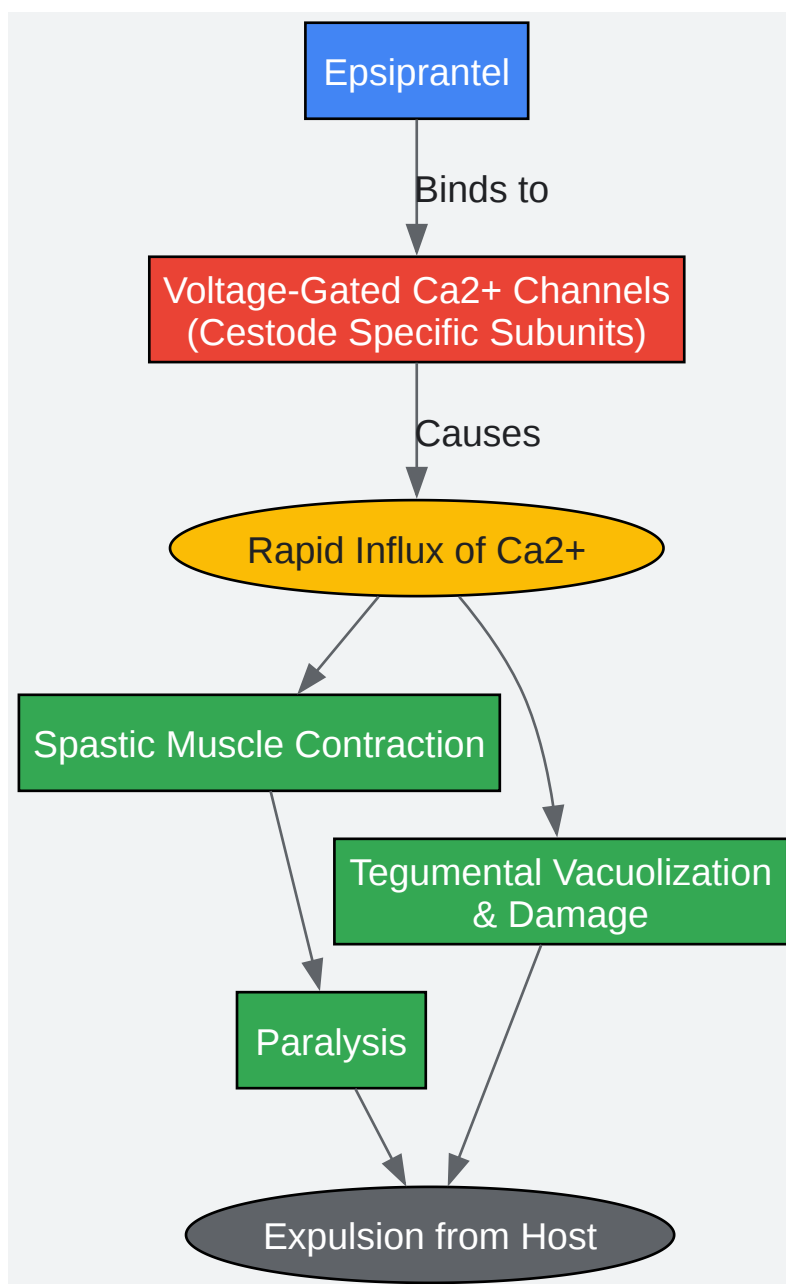 Epsiprantel
Binds to
Voltage-Gated Ca2+ Channels
(Cestode Specific Subunits)
Causes
Rapid Influx of Ca2+
Spastic Muscle Contraction
Tegumental Vacuolization
& Damage
Paralysis
Expulsion from Host